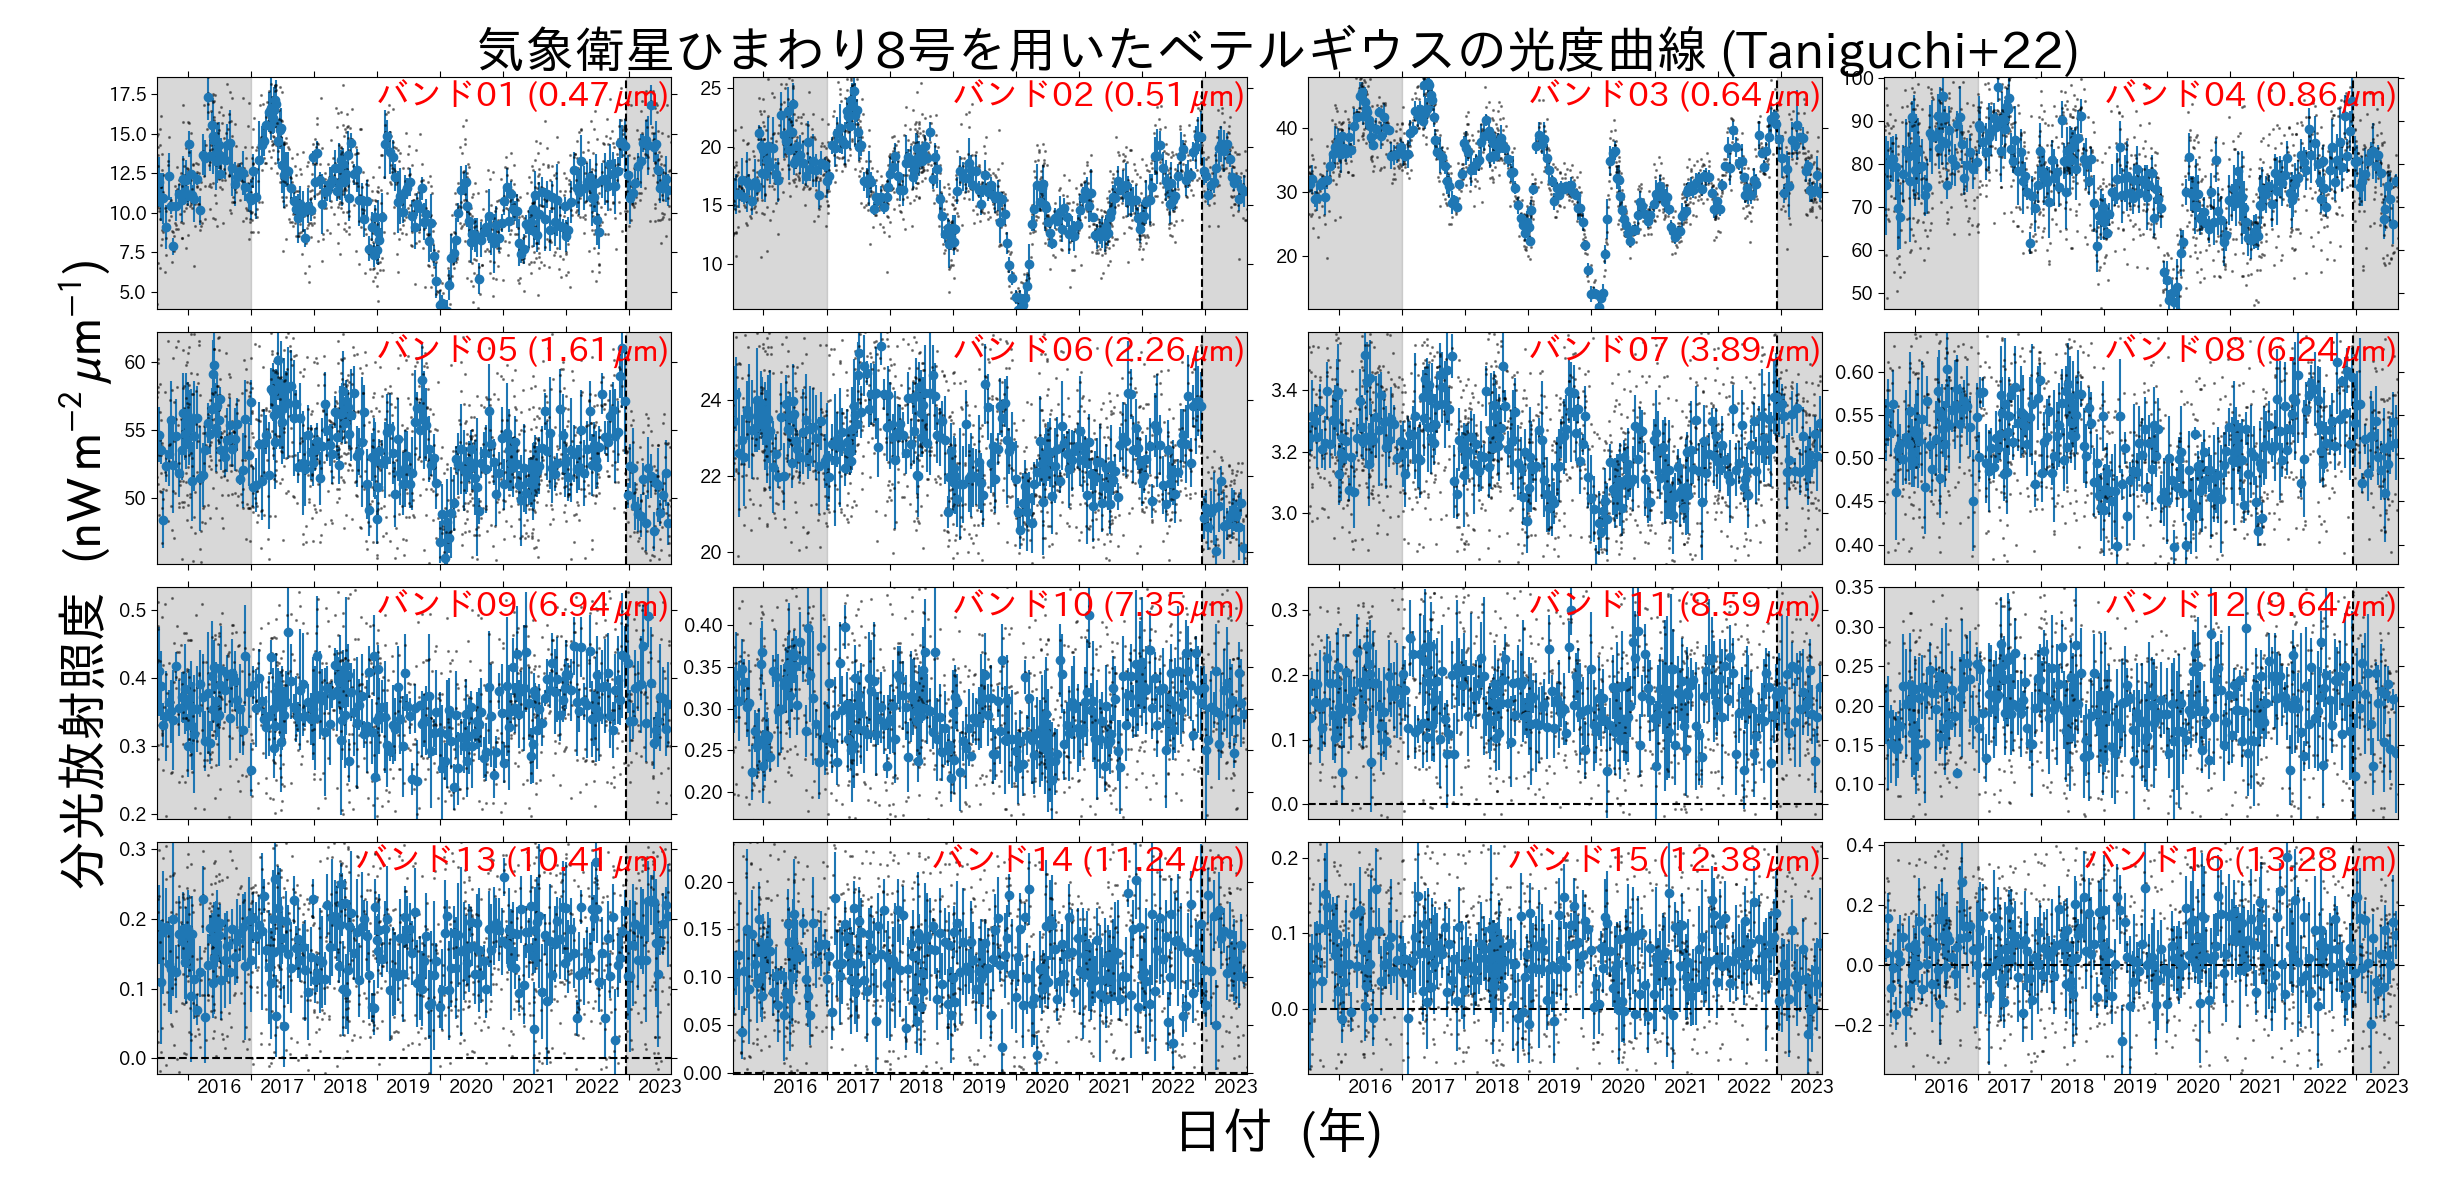 気象衛星ひまわり8号を用いたベテルギウスの光度曲線 (Taniguchi+22)
分光放射照度 (nW m−2 μm−1)
バンド01 (0.47 μm)
17.5
15.0
12.5
10.0
7.5
5.0
バンド02 (0.51 μm)
25
20
15
10
バンド03 (0.64 μm)
40
30
20
バンド04 (0.86 μm)
100
90
80
70
60
50
バンド05 (1.61 μm)
60
55
50
バンド06 (2.26 μm)
24
22
20
バンド07 (3.89 μm)
3.4
3.2
3.0
バンド08 (6.24 μm)
0.60
0.55
0.50
0.45
0.40
バンド09 (6.94 μm)
0.5
0.4
0.3
0.2
バンド10 (7.35 μm)
0.40
0.35
0.30
0.25
0.20
バンド11 (8.59 μm)
0.3
0.2
0.1
0.0
バンド12 (9.64 μm)
0.35
0.30
0.25
0.20
0.15
0.10
バンド13 (10.41 μm)
0.3
0.2
0.1
0.0
2016 2017 2018 2019 2020 2021 2022 2023
バンド14 (11.24 μm)
0.20
0.15
0.10
0.05
0.00
2016 2017 2018 2019 2020 2021 2022 2023
バンド15 (12.38 μm)
0.2
0.1
0.0
2016 2017 2018 2019 2020 2021 2022 2023
バンド16 (13.28 μm)
0.4
0.2
0.0
−0.2
2016 2017 2018 2019 2020 2021 2022 2023
日付 (年)